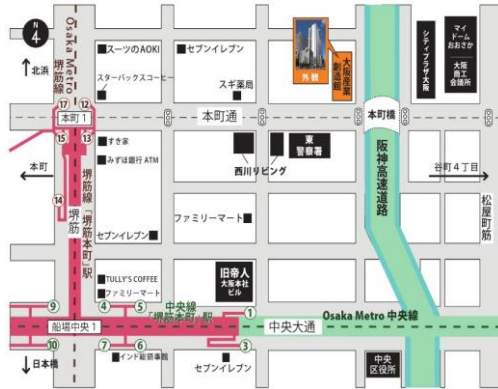 N
4
Osaka Metro
堺筋線
↑
北浜
■スーツのAOKI
■セブンイレブン
スターバックスコーヒー
■
スギ薬局
■
外観
大阪産業
創造館
シティプラザ大阪
マイ
ドーム
おおさか
大阪
商工
会議所
⑰
⑫
本町1
本町通
本町橋
⑮
⑬
■すき家
■みずほ銀行 ATM
西川リビング
東
警察署
本町
←
谷町4丁目
→
⑭
堺筋
堺筋線「堺筋本町」駅
阪神高速道路
松屋町筋
ファミリーマート■
セブンイレブン■
■TULLY'S COFFEE
■ファミリーマート
旧帝人
大阪本社
ビル
⑨
④
⑤
中央線
「堺筋本町」駅
①
Osaka Metro 中央線
船場中央1
中央大通
⑩
⑦
⑥
③
↓日本橋
■インド総領事館
セブンイレブン
中央
区役所